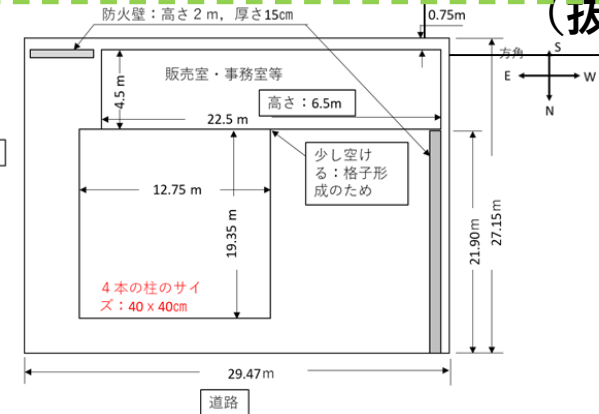 防火壁：高さ２ｍ，厚さ15㎝
0.75m
（抜
方角
S
E
W
N
販売室・事務室等
4.5 m
高さ：6.5m
22.5 m
少し空け
る：格子形
成のため
12.75 m
19.35 m
21.90ｍ
27.15ｍ
４本の柱のサイ
ズ：40 x 40㎝
29.47ｍ
道路